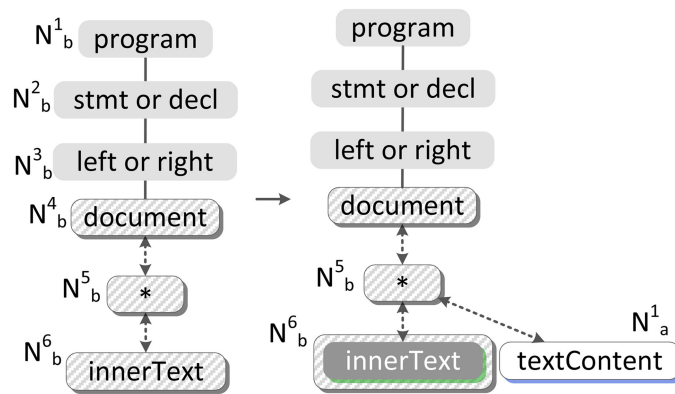 N¹b program
N²b stmt or decl
N³b left or right
N⁴b document
N⁵b *
N⁶b innerText
program
stmt or decl
left or right
document
N⁵b *
N⁶b innerText
N¹a textContent